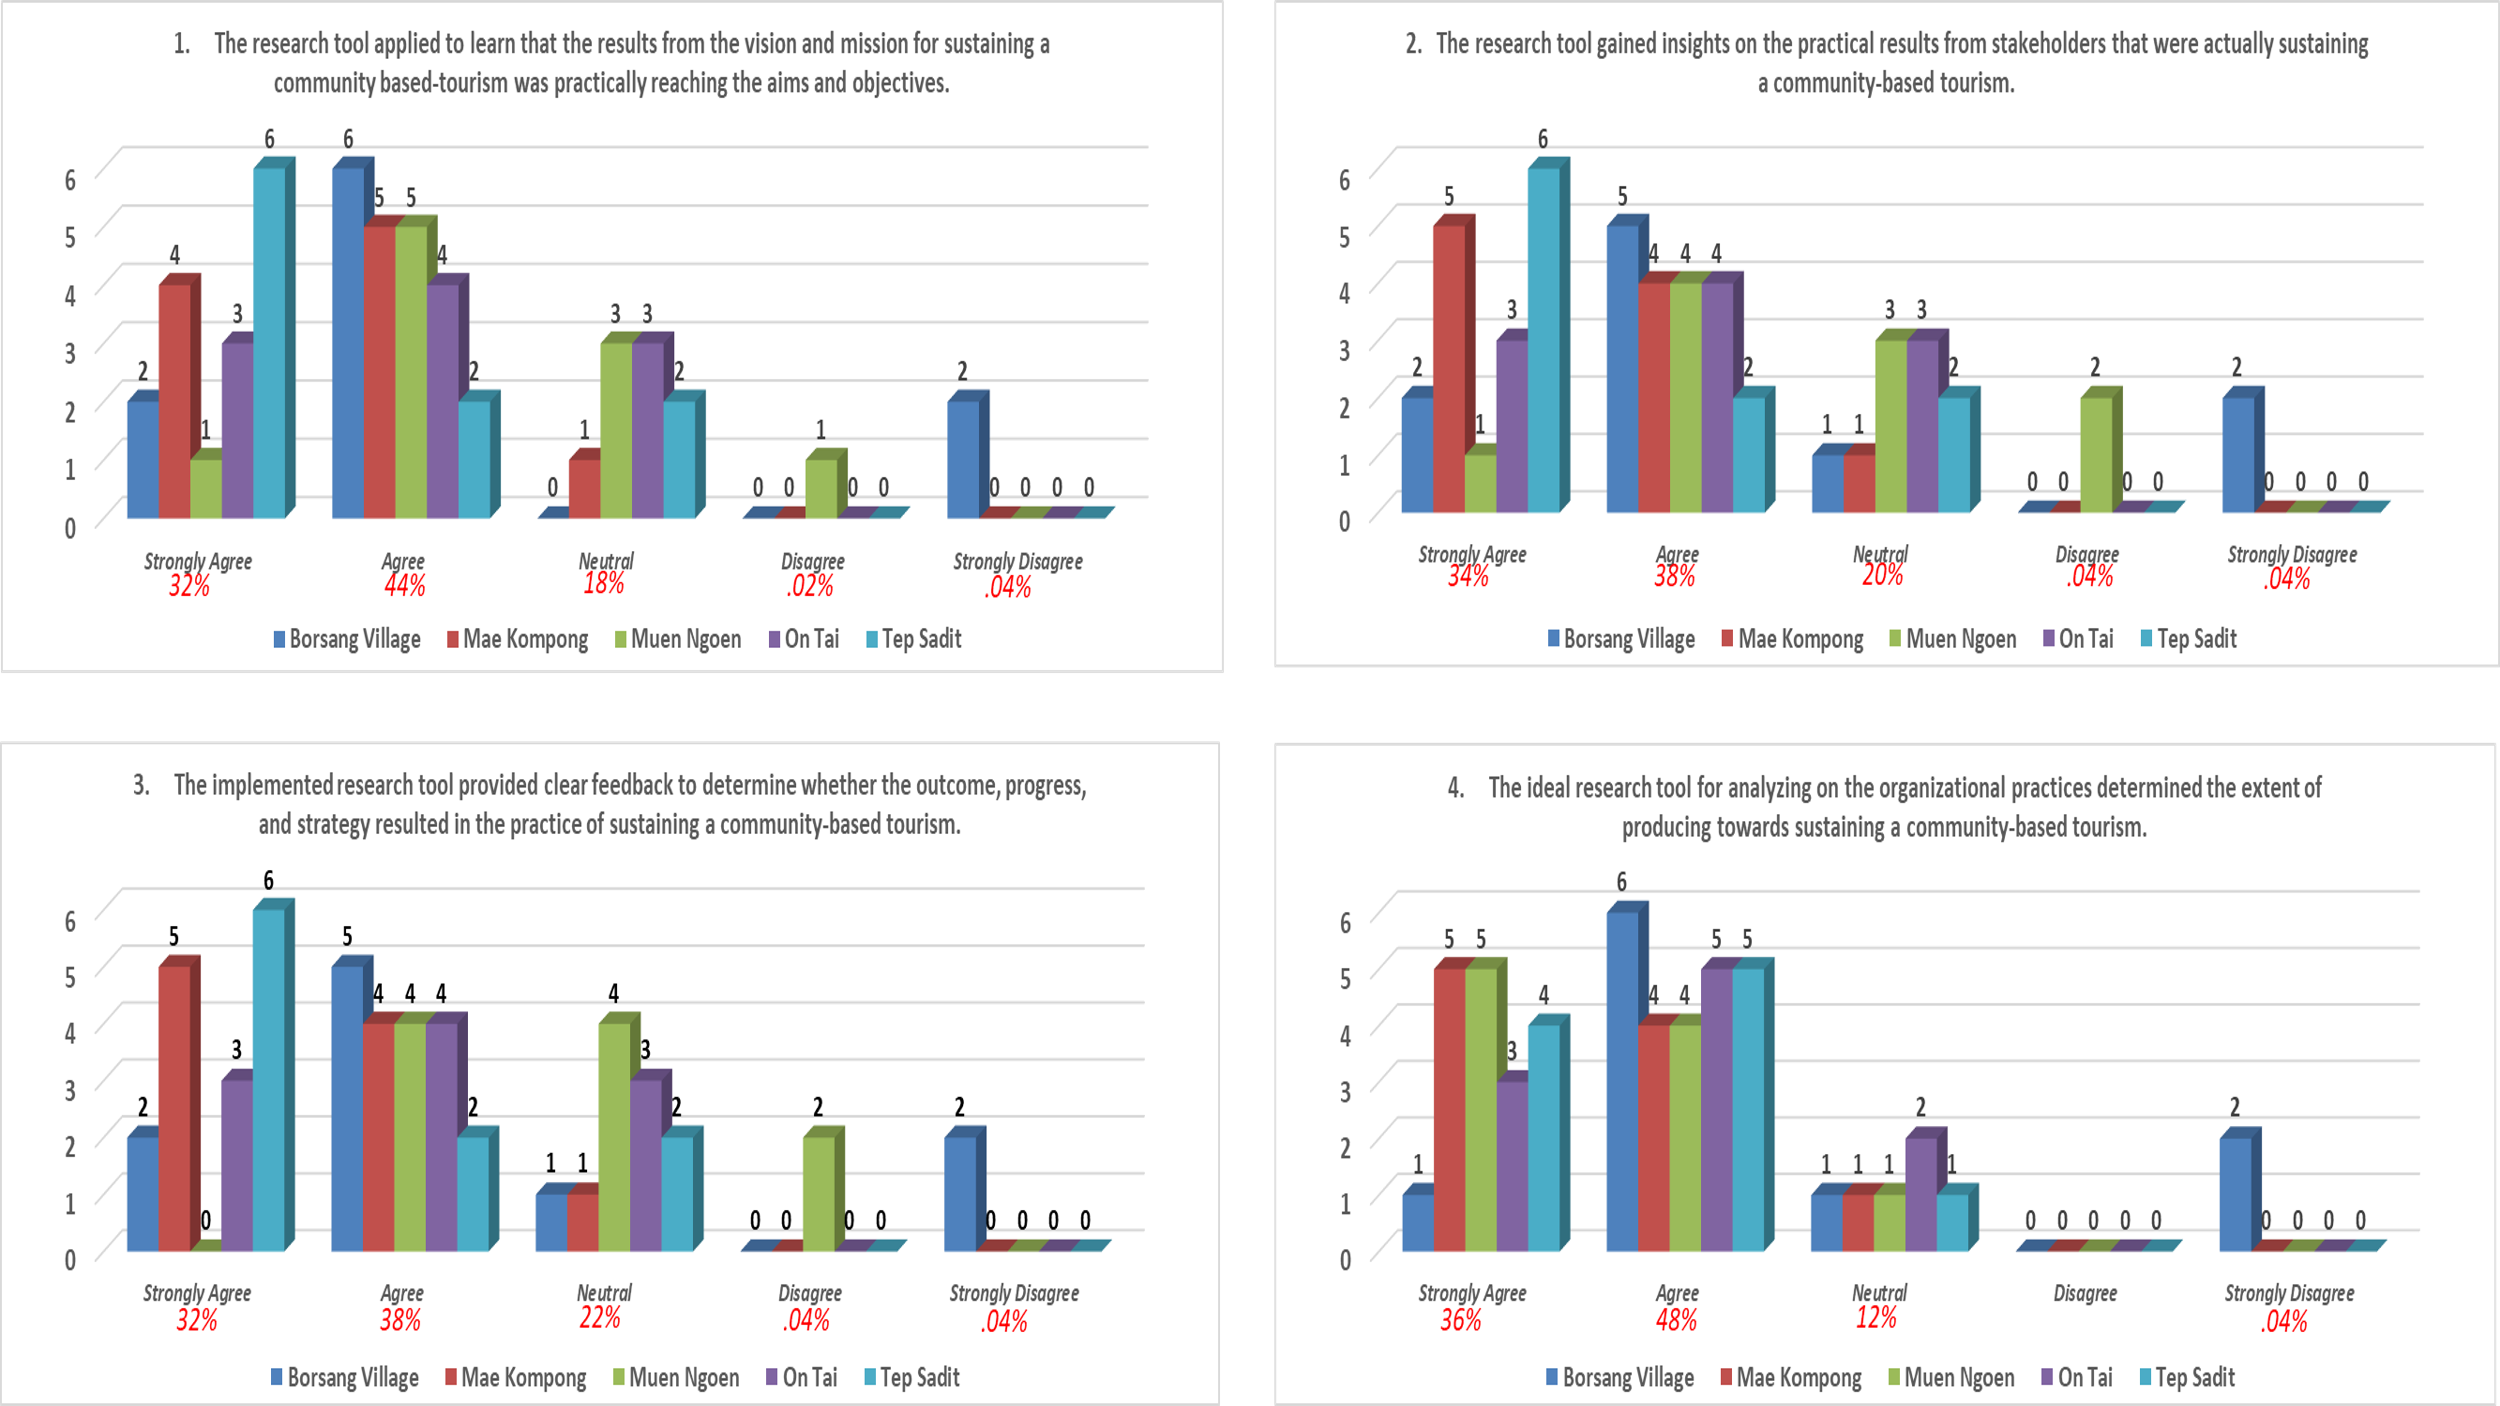 1. The research tool applied to learn that the results from the vision and mission for sustaining a
community based-tourism was practically reaching the aims and objectives.
6
5
4
3
2
1
0
2 4 1 3 6
6 5 5 4 2
0 1 3 3 2
0 0 1 0 0
2 0 0 0 0
Strongly Agree Agree Neutral Disagree Strongly Disagree
32% 44% 18% .02% .04%
Borsang Village Mae Kompong Muen Ngoen On Tai Tep Sadit
2. The research tool gained insights on the practical results from stakeholders that were actually sustaining
a community-based tourism.
6
5
4
3
2
1
0
2 5 1 3 6
5 4 4 4 2
1 1 3 3 2
0 0 2 0 0
2 0 0 0 0
Strongly Agree Agree Neutral Disagree Strongly Disagree
34% 38% 20% .04% .04%
Borsang Village Mae Kompong Muen Ngoen On Tai Tep Sadit
3. The implemented research tool provided clear feedback to determine whether the outcome, progress,
and strategy resulted in the practice of sustaining a community-based tourism.
6
5
4
3
2
1
0
2 5 0 3 6
5 4 4 4 2
1 1 4 3 2
0 0 2 0 0
2 0 0 0 0
Strongly Agree Agree Neutral Disagree Strongly Disagree
32% 38% 22% .04% .04%
Borsang Village Mae Kompong Muen Ngoen On Tai Tep Sadit
4. The ideal research tool for analyzing on the organizational practices determined the extent of
producing towards sustaining a community-based tourism.
6
5
4
3
2
1
0
1 5 5 3 4
6 4 4 5 5
1 1 1 2 1
0 0 0 0 0
2 0 0 0 0
Strongly Agree Agree Neutral Disagree Strongly Disagree
36% 48% 12% .04%
Borsang Village Mae Kompong Muen Ngoen On Tai Tep Sadit